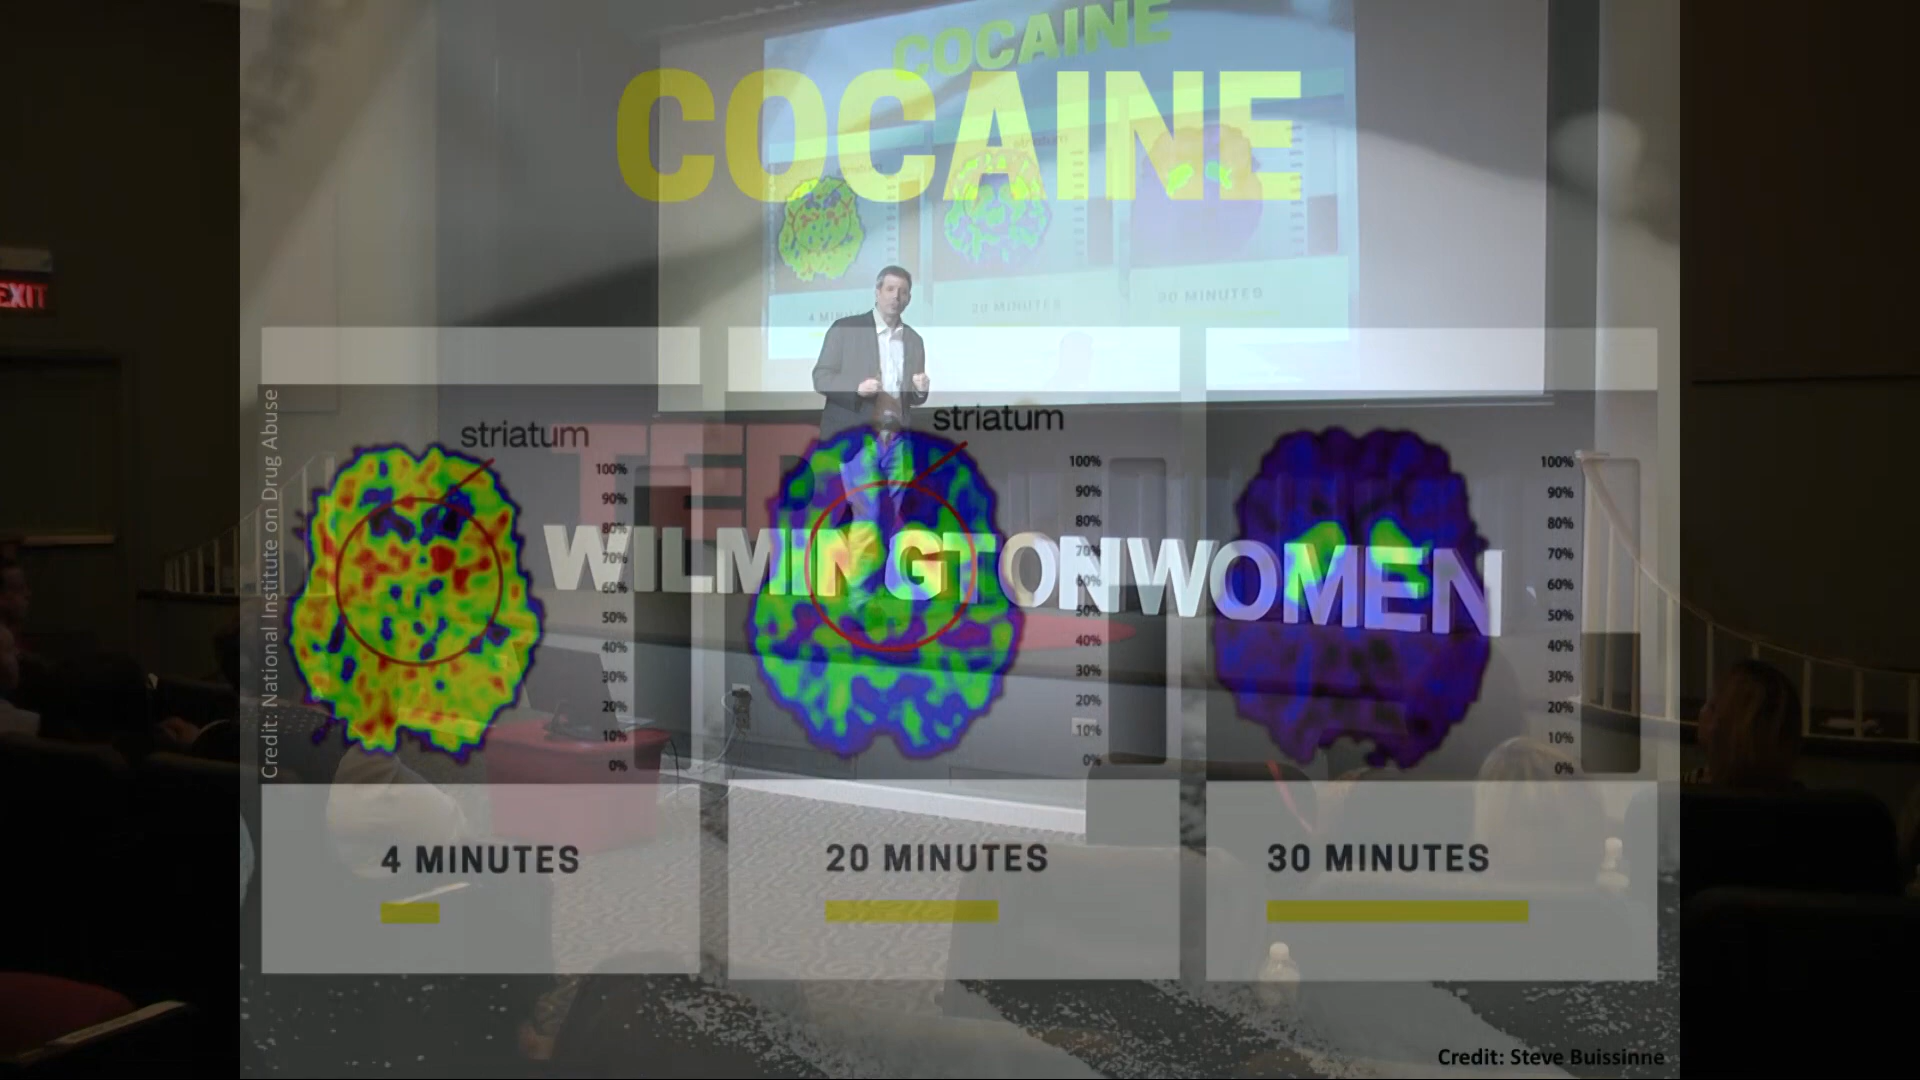 COCAINE
COCAINE
EXIT
4 MINU
20 MINUTES
30 MINUTES
striatum
striatum
100%
90%
80%
70%
60%
50%
40%
30%
20%
10%
0%
100%
90%
80%
70%
60%
50%
40%
30%
20%
10%
0%
100%
90%
80%
70%
60%
50%
40%
30%
20%
10%
0%
TED
WILMINGTONWOMEN
Credit: National Institute on Drug Abuse
4 MINUTES
20 MINUTES
30 MINUTES
Credit: Steve Buissinne